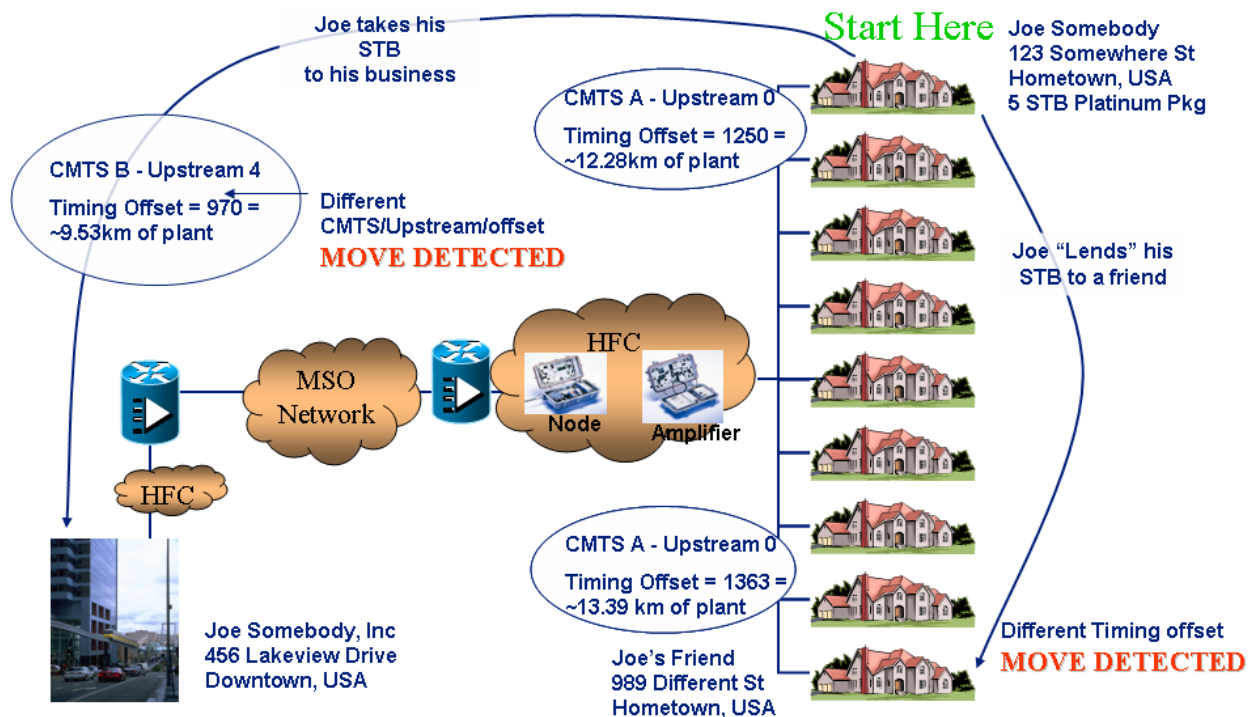 Joe takes his
STB
to his business
Start Here
Joe Somebody
123 Somewhere St
Hometown, USA
5 STB Platinum Pkg
CMTS A - Upstream 0
Timing Offset = 1250 =
~12.28km of plant
CMTS B - Upstream 4
Timing Offset = 970 =
~9.53km of plant
Different
CMTS/Upstream/offset
MOVE DETECTED
Joe “Lends” his
STB to a friend
HFC
Node
Amplifier
MSO
Network
HFC
CMTS A - Upstream 0
Timing Offset = 1363 =
~13.39 km of plant
Joe Somebody, Inc
456 Lakeview Drive
Downtown, USA
Joe's Friend
989 Different St
Hometown, USA
Different Timing offset
MOVE DETECTED